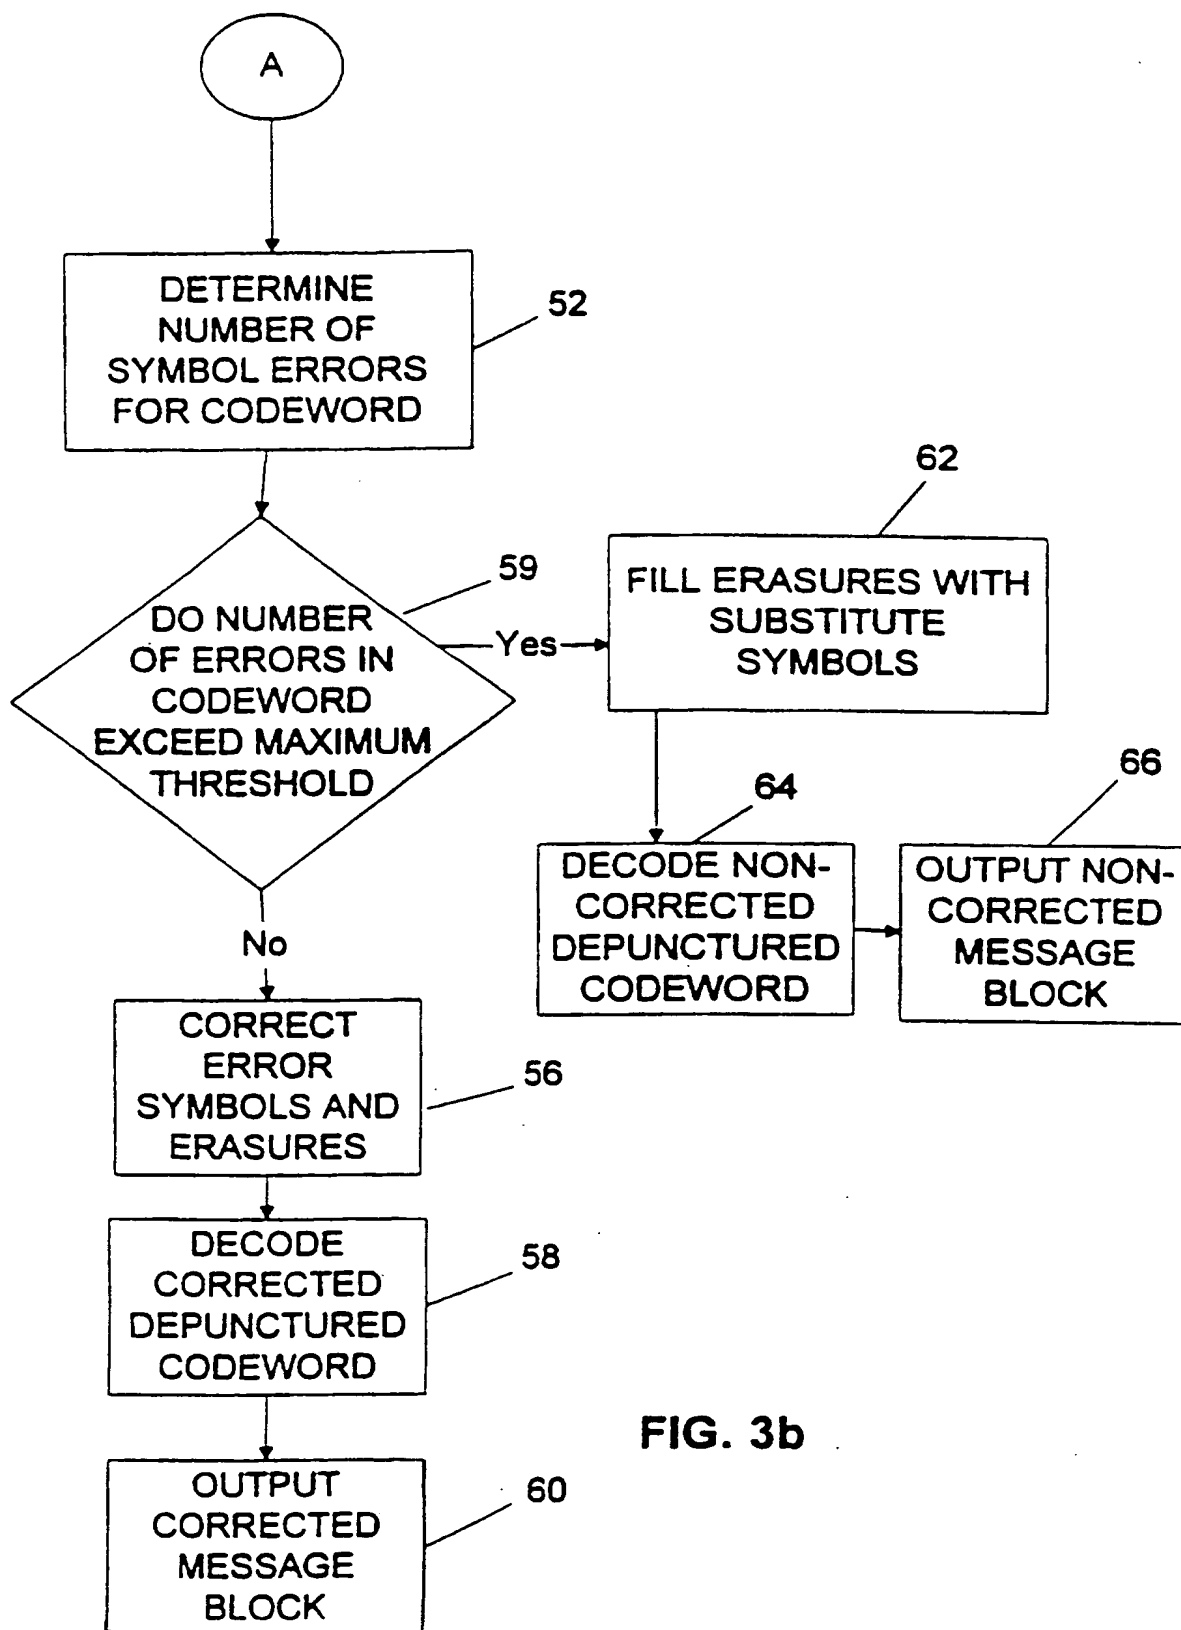 A
DETERMINE
NUMBER OF
SYMBOL ERRORS
FOR CODEWORD
52
DO NUMBER
OF ERRORS IN
CODEWORD
EXCEED MAXIMUM
THRESHOLD
59
Yes
62
FILL ERASURES WITH
SUBSTITUTE
SYMBOLS
64
DECODE NON-
CORRECTED
DEPUNCTURED
CODEWORD
66
OUTPUT NON-
CORRECTED
MESSAGE
BLOCK
No
CORRECT
ERROR
SYMBOLS AND
ERASURES
56
DECODE
CORRECTED
DEPUNCTURED
CODEWORD
58
OUTPUT
CORRECTED
MESSAGE
BLOCK
60
FIG. 3b